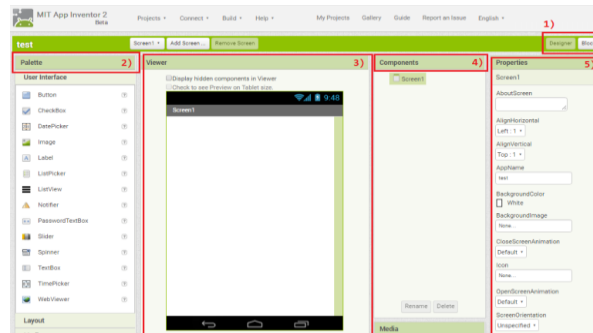 MIT App Inventor 2
Beta
Projects Connect Build Help My Projects Gallery Guide Report an Issue English
1)
test Screen1 Add Screen ... Remove Screen Designer Bloc
Palette 2) Viewer 3) Components 4) Properties 5)
User Interface
Display hidden components in Viewer
Check to see Preview on Tablet size.
Screen1
Screen1
Button
CheckBox
DatePicker
Image
Label
ListPicker
ListView
Notifier
PasswordTextBox
Slider
Spinner
TextBox
TimePicker
WebViewer
Layout
9:48
Screen1
Rename Delete
Media
AboutScreen
AlignHorizontal
Left : 1
AlignVertical
Top : 1
AppName
test
BackgroundColor
White
BackgroundImage
None...
CloseScreenAnimation
Default
Icon
None...
OpenScreenAnimation
Default
ScreenOrientation
Unspecified